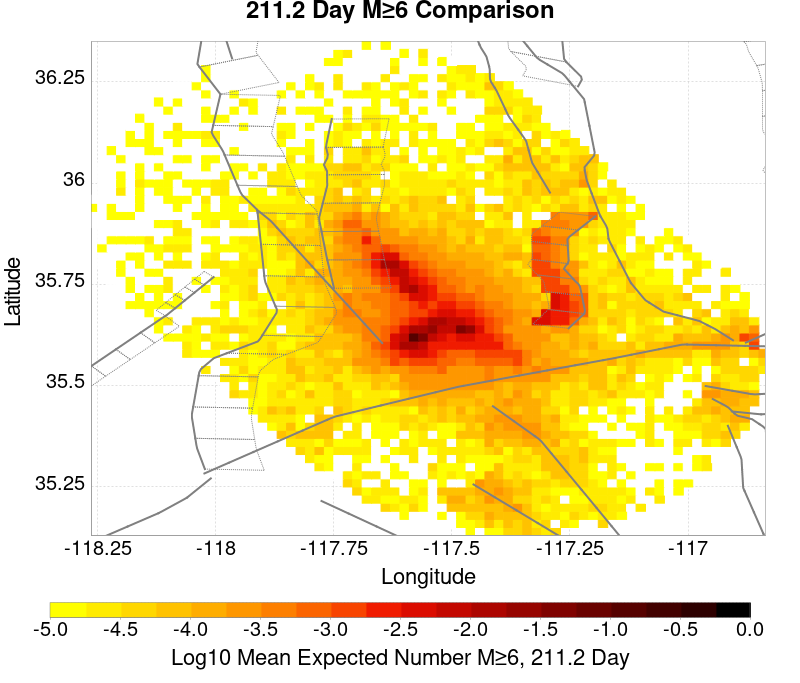 211.2 Day M≥6 Comparison
36.25
36
35.75
35.5
35.25
Latitude
-118.25 -118 -117.75 -117.5 -117.25 -117
Longitude
-5.0 -4.5 -4.0 -3.5 -3.0 -2.5 -2.0 -1.5 -1.0 -0.5 0.0
Log10 Mean Expected Number M≥6, 211.2 Day